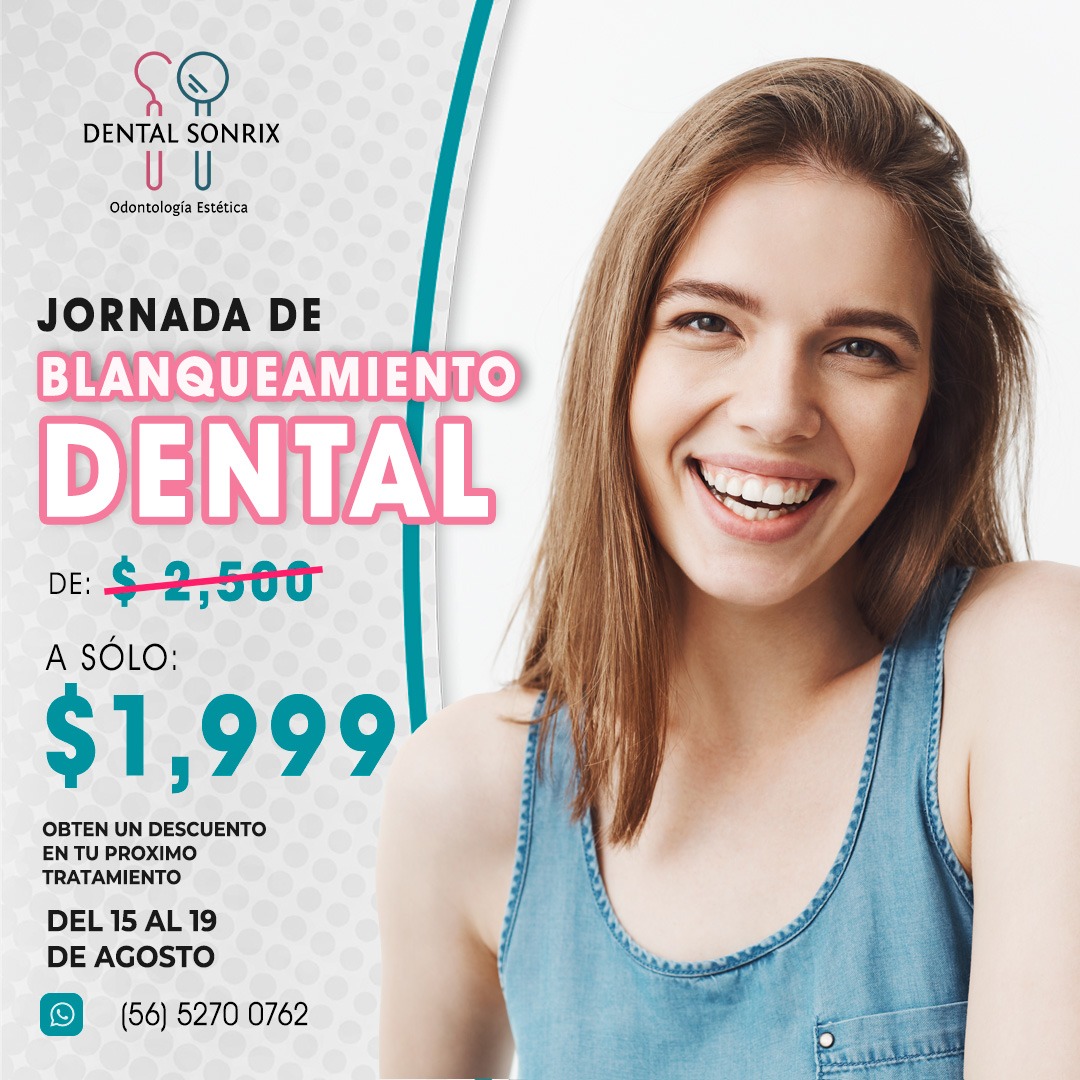 DENTAL SONRIX
Odontología Estética
JORNADA DE
BLANQUEAMIENTO
DENTAL
DE: $ 2,500
A SÓLO:
$1,999
OBTEN UN DESCUENTO
EN TU PROXIMO
TRATAMIENTO
DEL 15 AL 19
DE AGOSTO
(56) 5270 0762